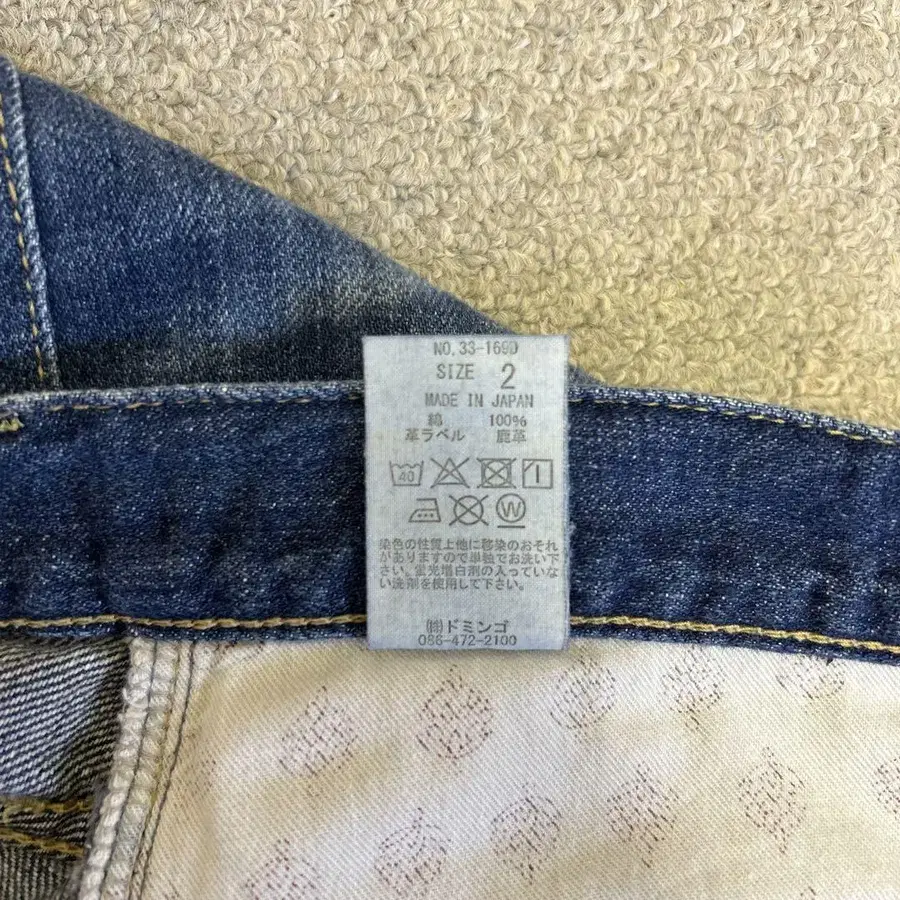 NO. 33-169D
SIZE 2
MADE IN JAPAN
綿 100%
革ラベル 鹿革
40
W
染色の性質上他に移染のおそれ
がありますので単独でお洗い下
さい。蛍光増白剤の入っていな
い洗剤を使用して下さい。
㈱ドミンゴ
086-472-2100